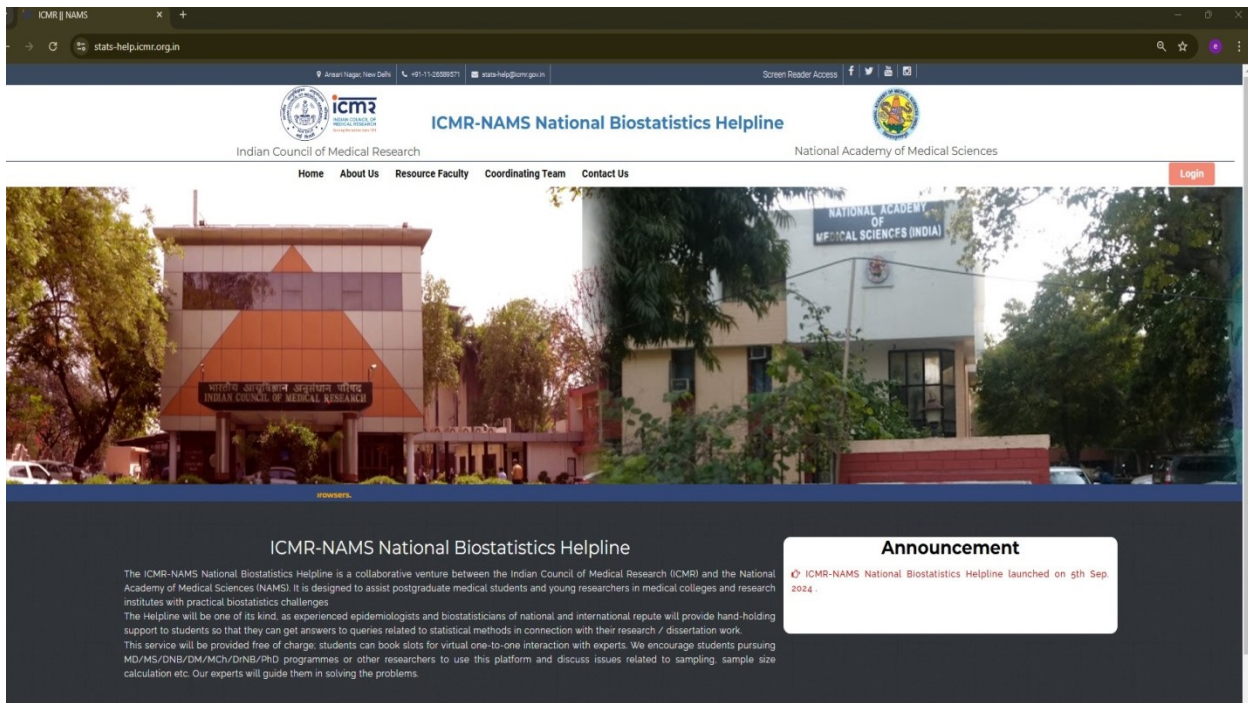 ICMR || NAMS
stats-help.icmr.org.in
e
Ansari Nagar, New Delhi
+91-11-26589571
stats-help@icmr.gov.in
Screen Reader Access
icmr
INDIAN COUNCIL OF
MEDICAL RESEARCH
Indian Council of Medical Research
ICMR-NAMS National Biostatistics Helpline
National Academy of Medical Sciences
Home About Us Resource Faculty Coordinating Team Contact Us
Login
भारतीय आयुर्विज्ञान अनुसंधान परिषद
INDIAN COUNCIL OF MEDICAL RESEARCH
NATIONAL ACADEMY
OF
MEDICAL SCIENCES (INDIA)
rowsers.
ICMR-NAMS National Biostatistics Helpline
The ICMR-NAMS National Biostatistics Helpline is a collaborative venture between the Indian Council of Medical Research (ICMR) and the National
Academy of Medical Sciences (NAMS). It is designed to assist postgraduate medical students and young researchers in medical colleges and research
institutes with practical biostatistics challenges
The Helpline will be one of its kind, as experienced epidemiologists and biostatisticians of national and international repute will provide hand-holding
support to students so that they can get answers to queries related to statistical methods in connection with their research / dissertation work.
This service will be provided free of charge; students can book slots for virtual one-to-one interaction with experts. We encourage students pursuing
MD/MS/DNB/DM/MCh/DrNB/PhD programmes or other researchers to use this platform and discuss issues related to sampling, sample size
calculation etc. Our experts will guide them in solving the problems.
Announcement
ICMR-NAMS National Biostatistics Helpline launched on 5th Sep.
2024 .